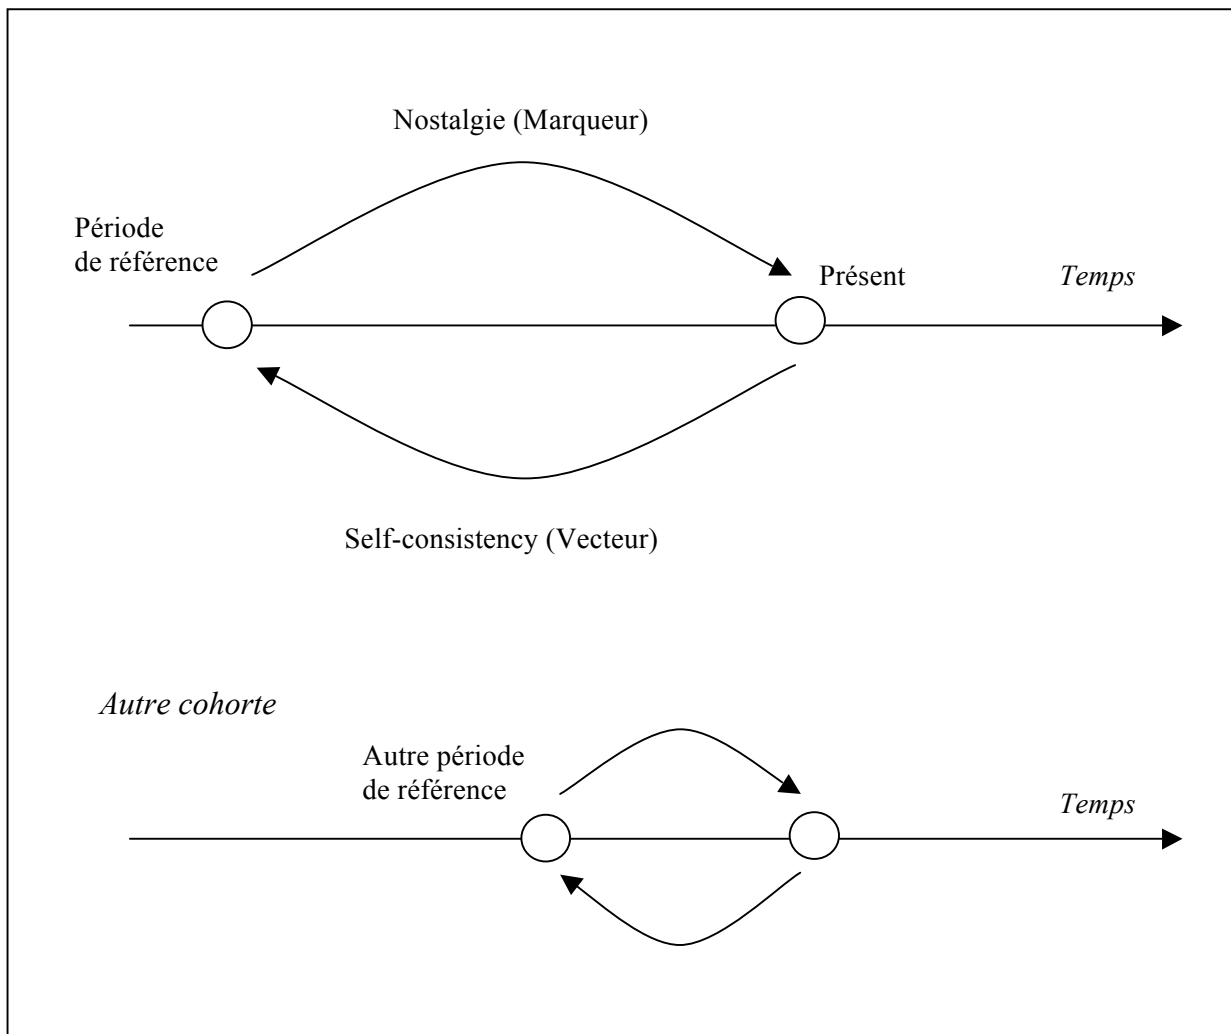 Nostalgie (Marqueur)
Période
de référence
Présent
Temps
Self-consistency (Vecteur)
Autre cohorte
Autre période
de référence
Temps